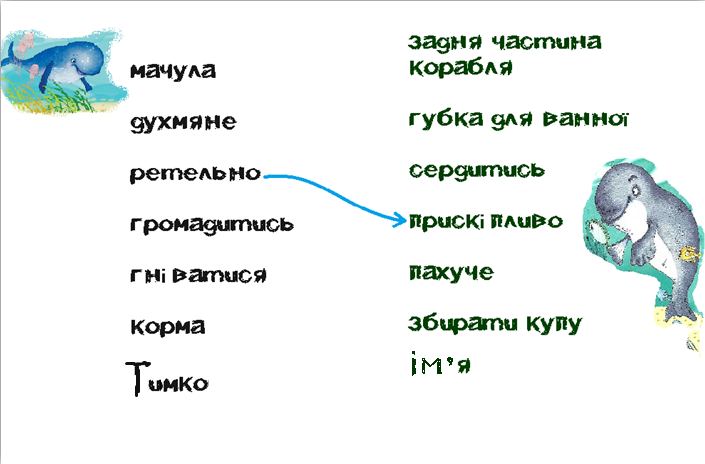 мачула
духмяне
ретельно
громадитись
гніватися
корма
Тимко
задня частина
корабля
губка для ванної
сердитись
прискіпливо
пахуче
збирати купу
ім’я